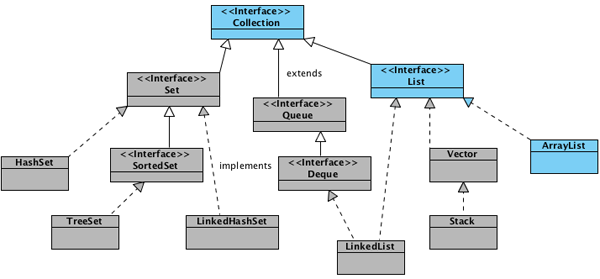 <<Interface>>
Collection
<<Interface>>
Set
extends
<<Interface>>
List
<<Interface>>
Queue
HashSet
<<Interface>>
SortedSet
implements
<<Interface>>
Deque
Vector
ArrayList
TreeSet
LinkedHashSet
LinkedList
Stack